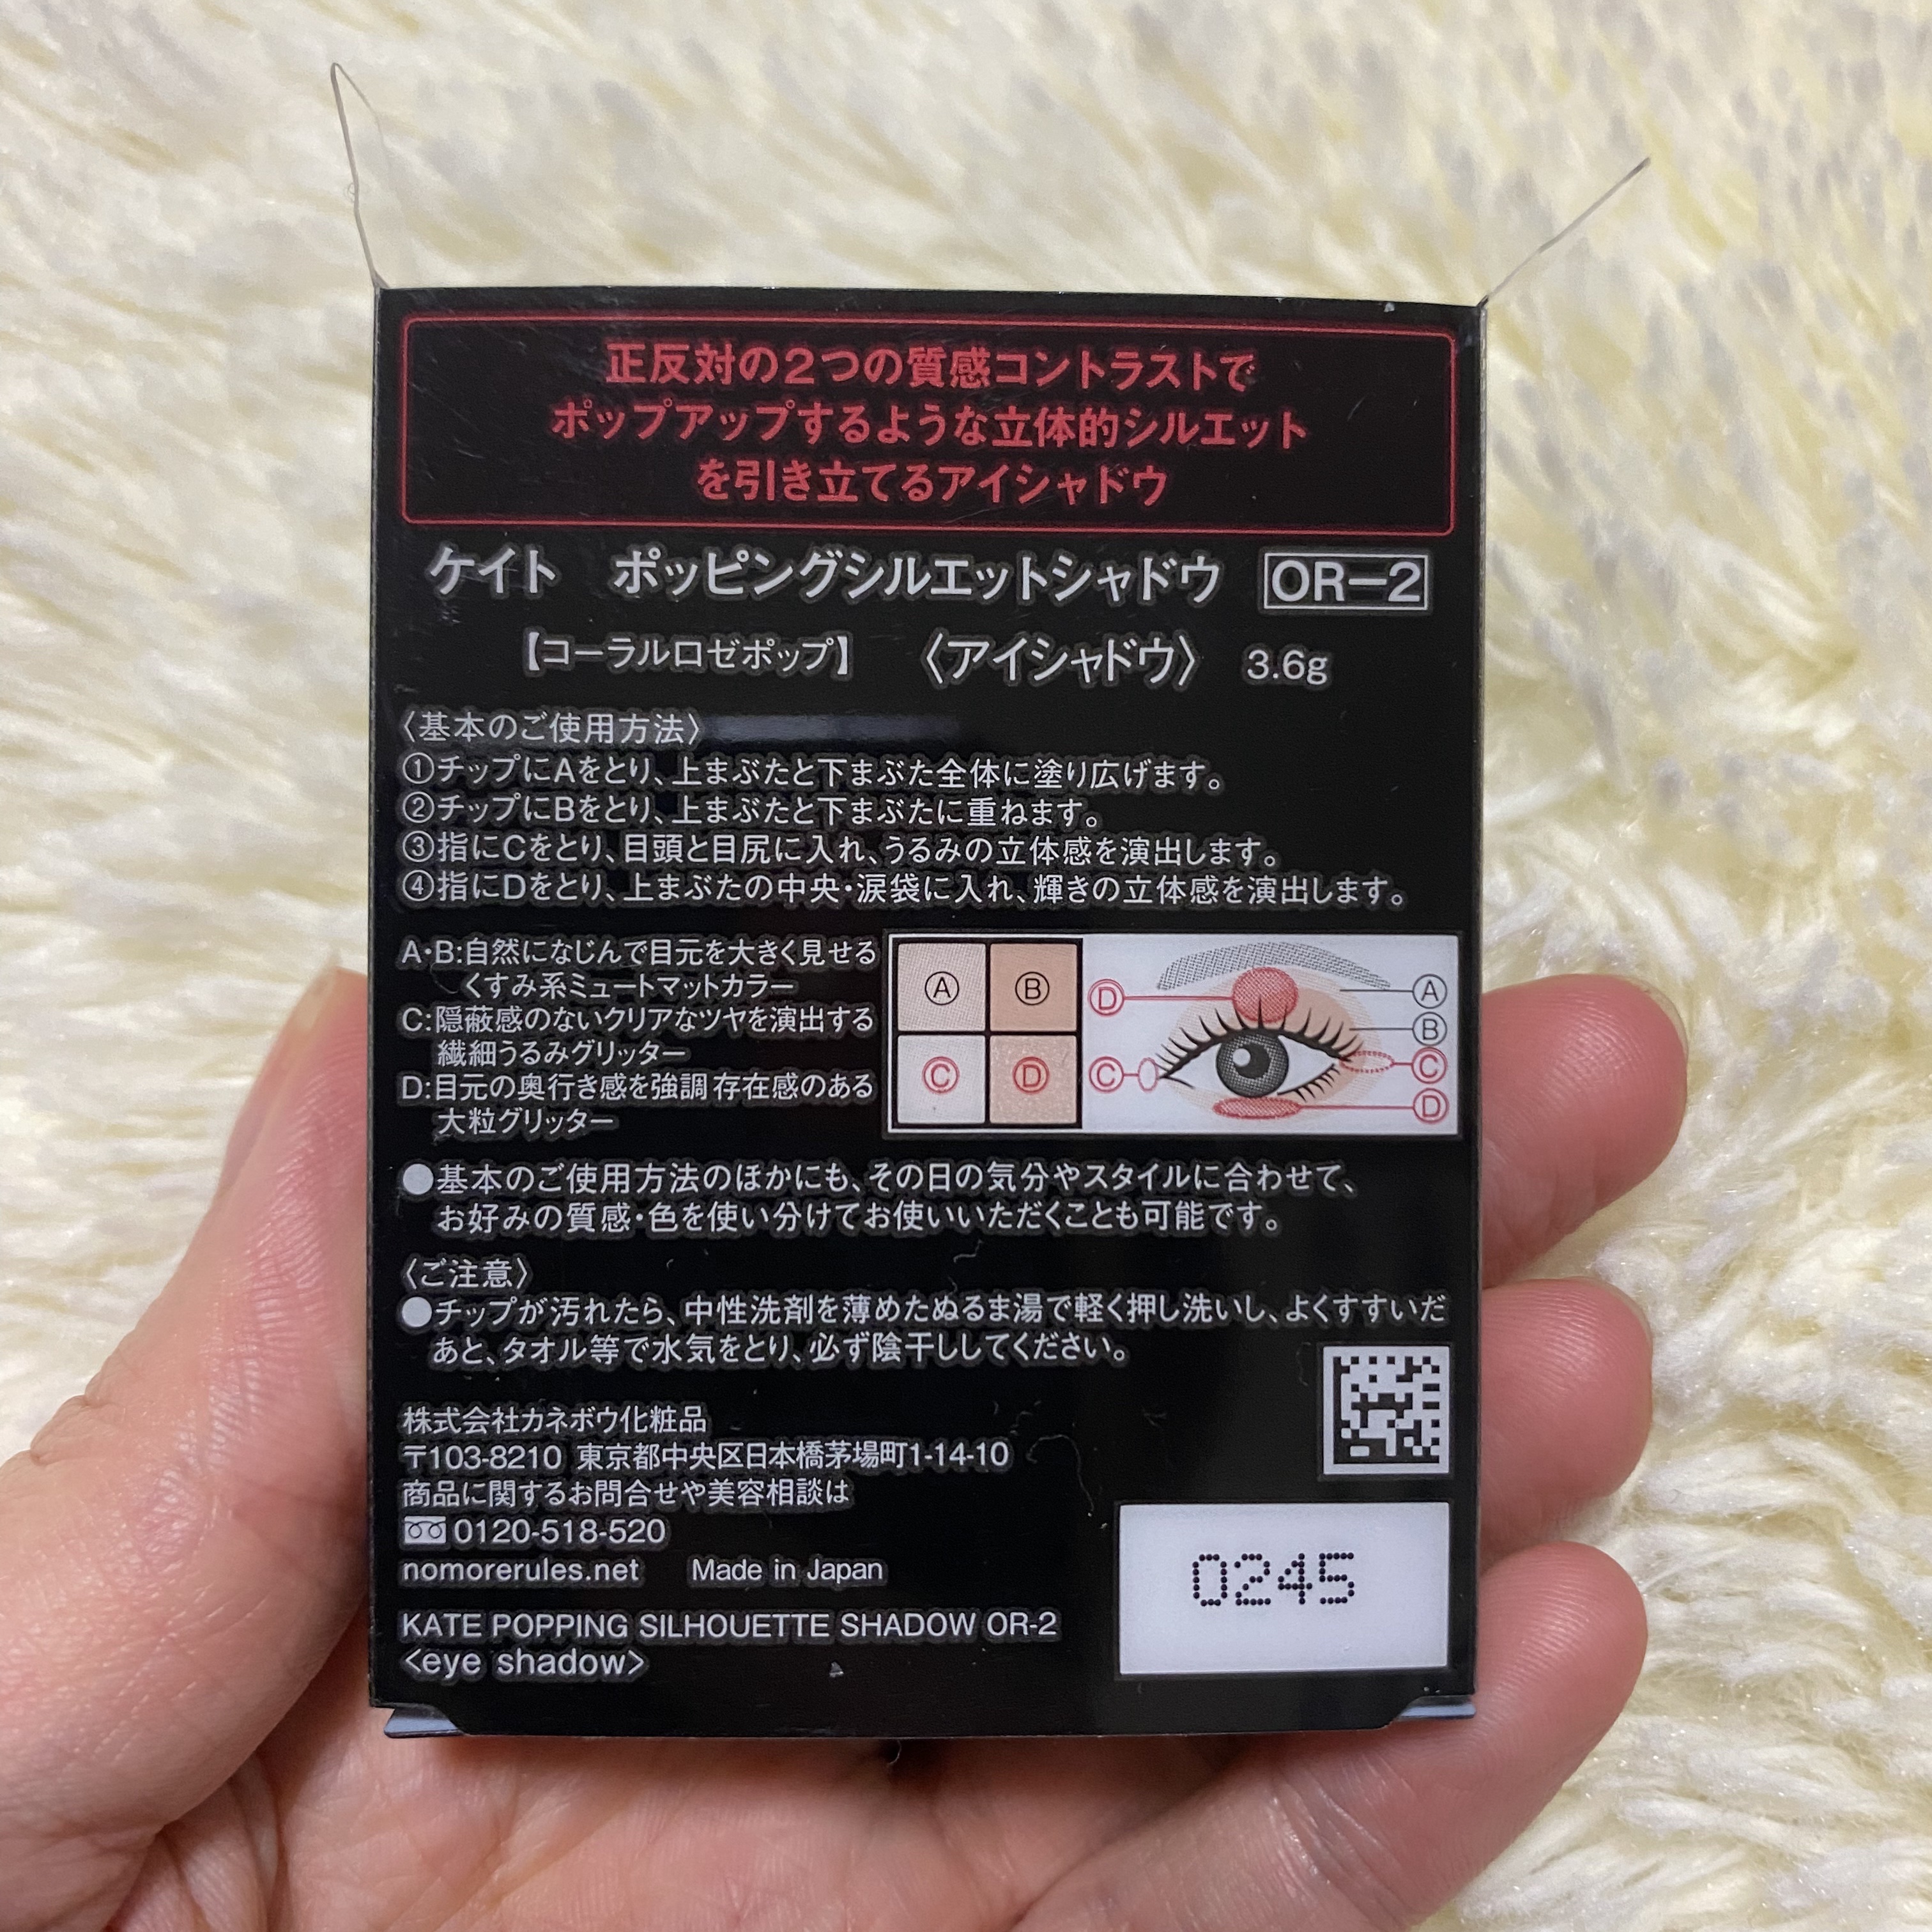 正反対の2つの質感コントラストで
ポップアップするような立体的シルエット
を引き立てるアイシャドウ
ケイト ポッピングシルエットシャドウ OR−2
【コーラルロゼポップ】 〈アイシャドウ〉 3.6g
〈基本のご使用方法〉
①チップにAをとり、上まぶたと下まぶた全体に塗り広げます。
②チップにBをとり、上まぶたと下まぶたに重ねます。
③指にCをとり、目頭と目尻に入れ、うるみの立体感を演出します。
④指にDをとり、上まぶたの中央・涙袋に入れ、輝きの立体感を演出します。
A・B:自然になじんで目元を大きく見せる
くすみ系ミュートマットカラー
C:隠蔽感のないクリアなツヤを演出する
繊細うるみグリッター
D:目元の奥行き感を強調 存在感のある
大粒グリッター
Ⓐ Ⓑ
Ⓒ Ⓓ
Ⓓ Ⓐ
Ⓑ
Ⓒ Ⓒ
Ⓓ
●基本のご使用方法のほかにも、その日の気分やスタイルに合わせて、
お好みの質感・色を使い分けてお使いいただくことも可能です。
〈ご注意〉
●チップが汚れたら、中性洗剤を薄めたぬるま湯で軽く押し洗いし、よくすすいだ
あと、タオル等で水気をとり、必ず陰干ししてください。
株式会社カネボウ化粧品
〒103-8210 東京都中央区日本橋茅場町1-14-10
商品に関するお問合せや美容相談は
0120-518-520
nomorerules.net Made in Japan
KATE POPPING SILHOUETTE SHADOW OR-2
<eye shadow>
0245